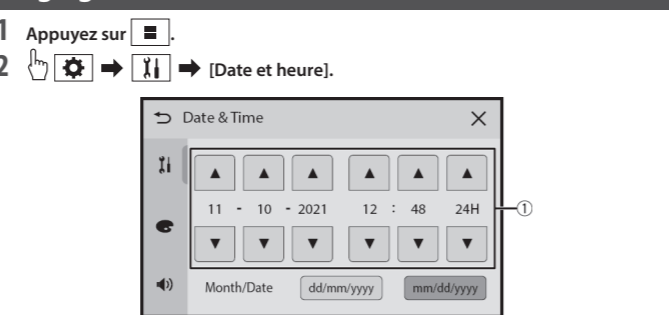 1 Appuyez sur .
2 [Date et heure].
Date & Time
11 - 10 - 2021 12 : 48 24H
①
Month/Date dd/mm/yyyy mm/dd/yyyy